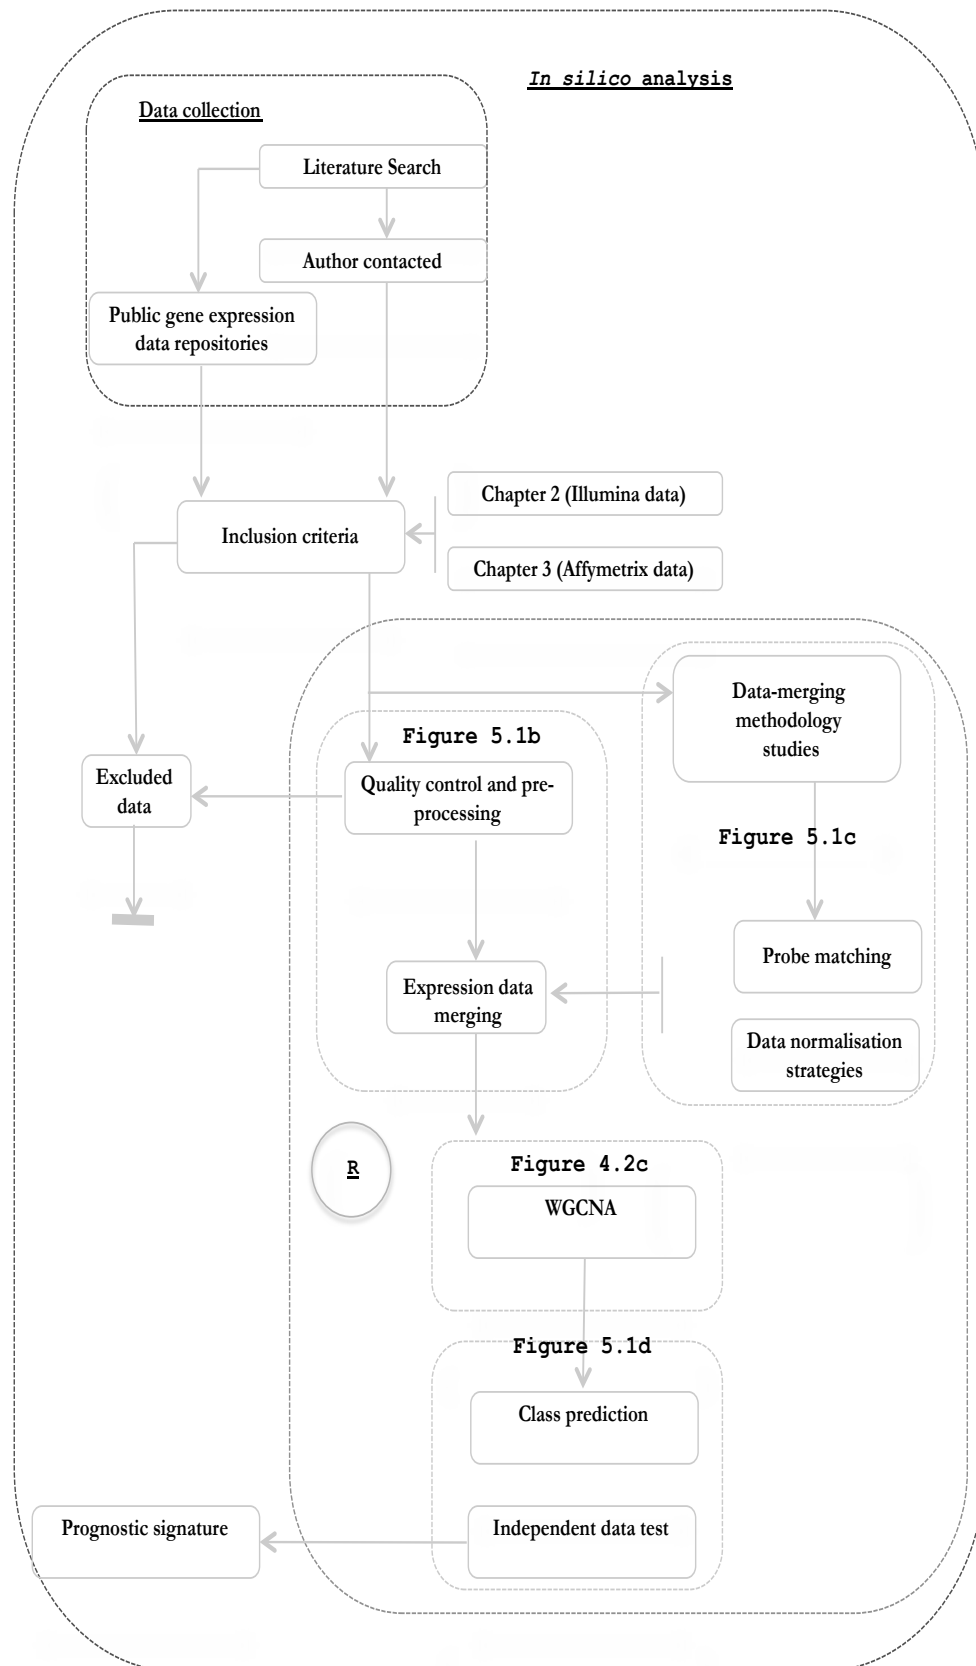 In silico analysis
Data collection
Literature Search
Author contacted
Public gene expression
data repositories
Chapter 2 (Illumina data)
Inclusion criteria
Chapter 3 (Affymetrix data)
Data-merging
methodology
studies
Figure 5.1b
Excluded
data
Quality control and pre-
processing
Figure 5.1c
Probe matching
Expression data
merging
Data normalisation
strategies
R
Figure 4.2c
WGCNA
Figure 5.1d
Class prediction
Prognostic signature
Independent data test